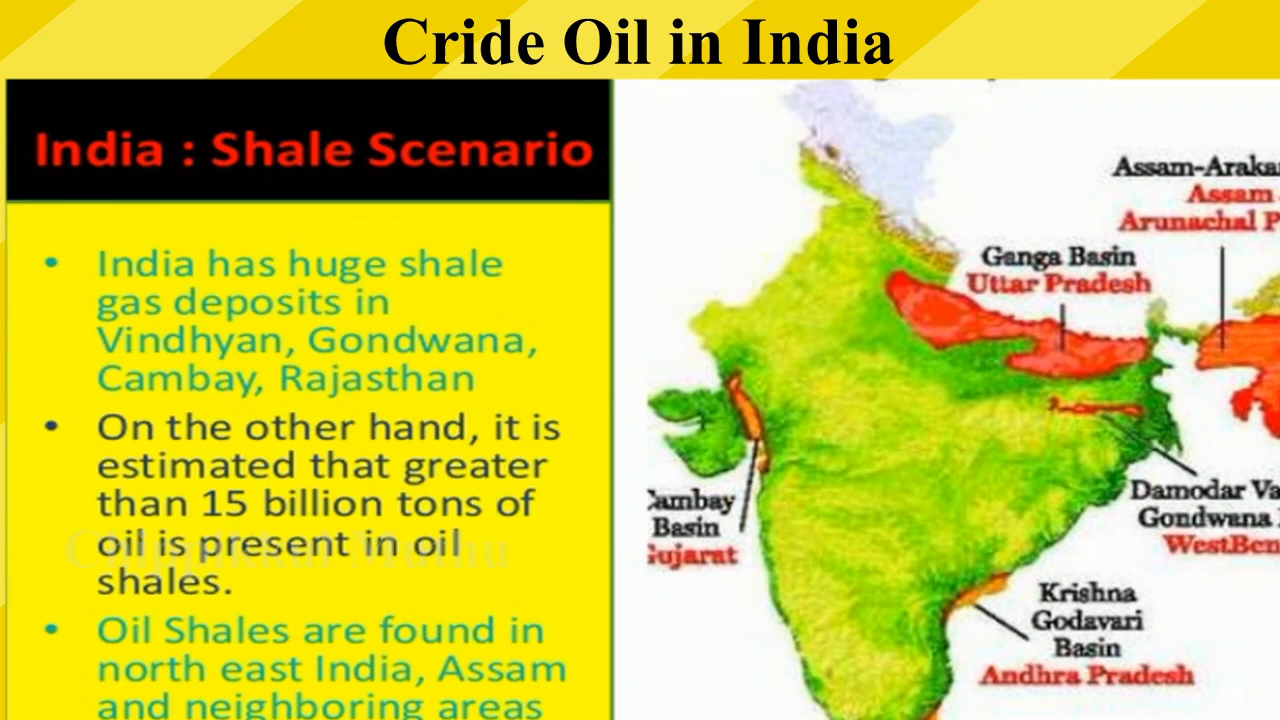 Cride Oil in India
India : Shale Scenario
• India has huge shale
gas deposits in
Vindhyan, Gondwana,
Cambay, Rajasthan
• On the other hand, it is
estimated that greater
than 15 billion tons of
oil is present in oil
shales.
• Oil Shales are found in
north east India, Assam
and neighboring areas
Assam-Araka
Assam
Arunachal P
Ganga Basin
Uttar Pradesh
Cambay
Basin
Gujarat
Damodar Va
Gondwana
WestBen
Krishna
Godavari
Basin
Andhra Pradesh